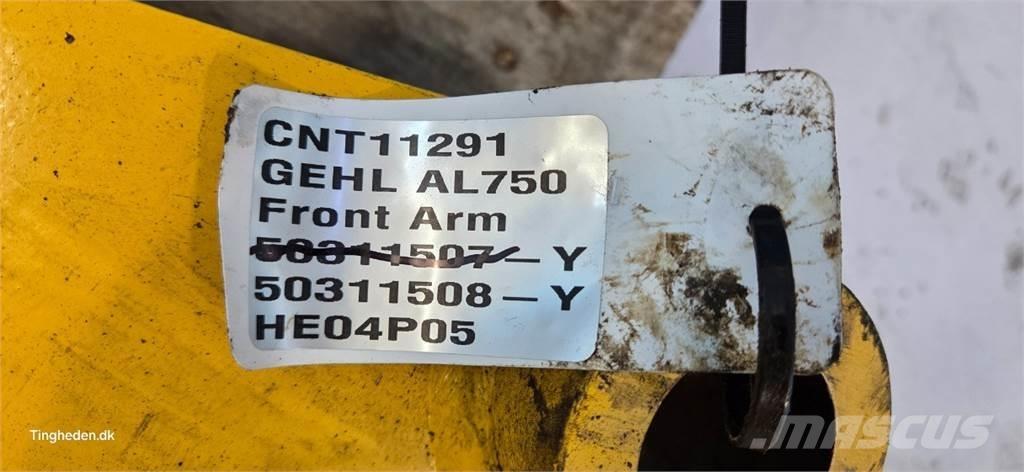 CNT11291
GEHL AL750
Front Arm
50311507-Y
50311508-Y
HE04P05
Tingheden.dk
MASCUS